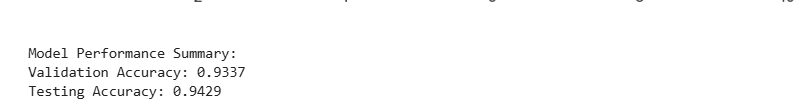 Model Performance Summary:
Validation Accuracy: 0.9337
Testing Accuracy: 0.9429